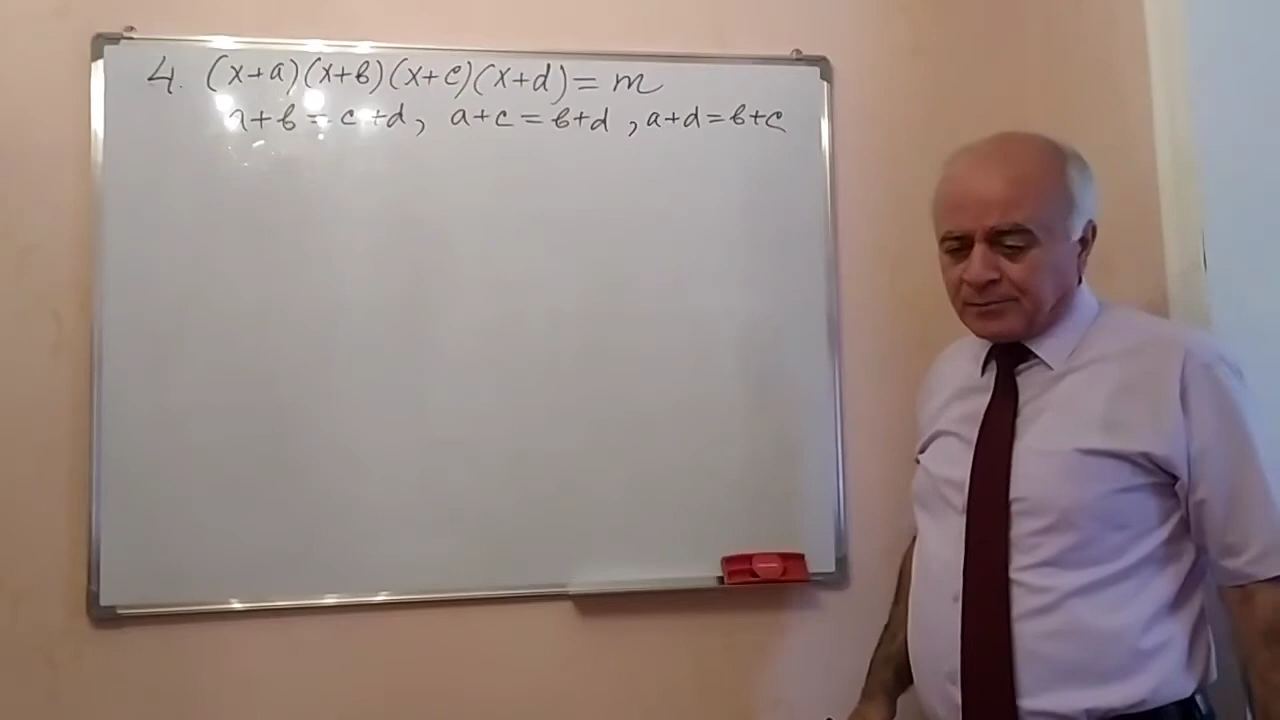 4. (x+a)(x+b)(x+c)(x+d)=m
a+b=c+d, a+c=b+d, a+d=b+c